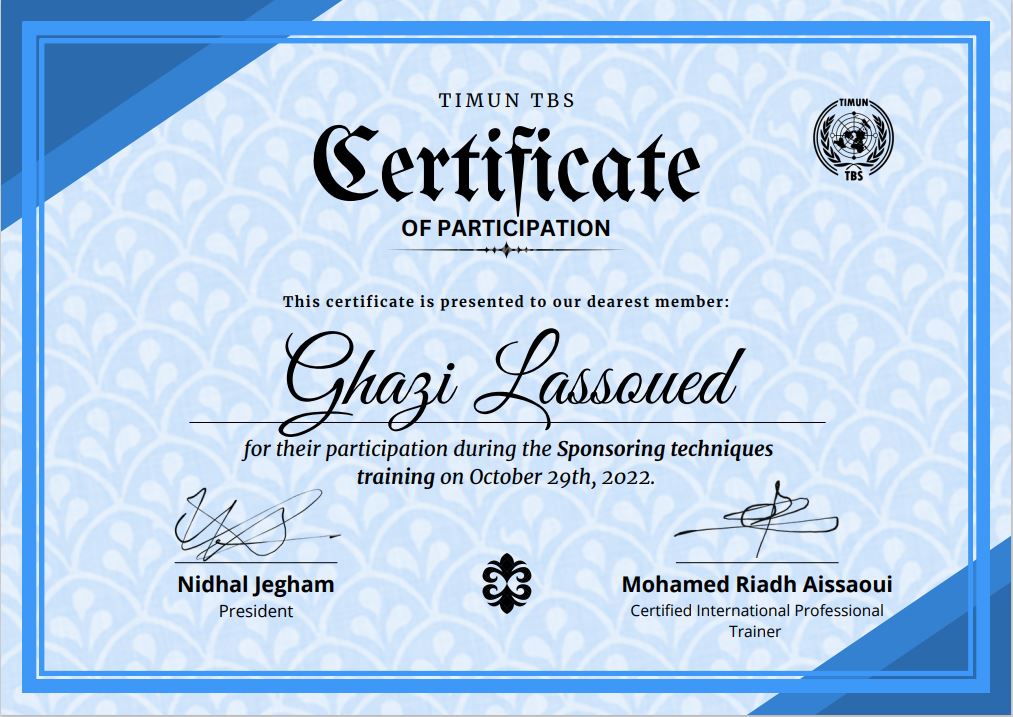 TIMUN TBS
TIMUN
TBS
Certificate
OF PARTICIPATION
This certificate is presented to our dearest member:
Ghazi Lassoued
for their participation during the Sponsoring techniques
training on October 29th, 2022.
Nidhal Jegham
President
Mohamed Riadh Aissaoui
Certified International Professional
Trainer